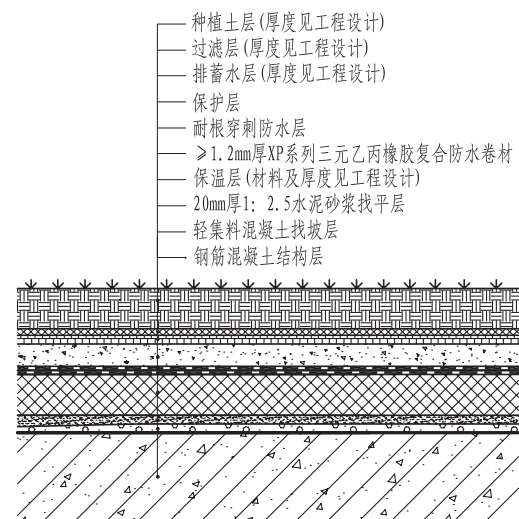 种植土层(厚度见工程设计)
过滤层(厚度见工程设计)
排蓄水层(厚度见工程设计)
保护层
耐根穿刺防水层
≥1.2mm厚XP系列三元乙丙橡胶复合防水卷材
保温层(材料及厚度见工程设计)
20mm厚1: 2.5水泥砂浆找平层
轻集料混凝土找坡层
钢筋混凝土结构层